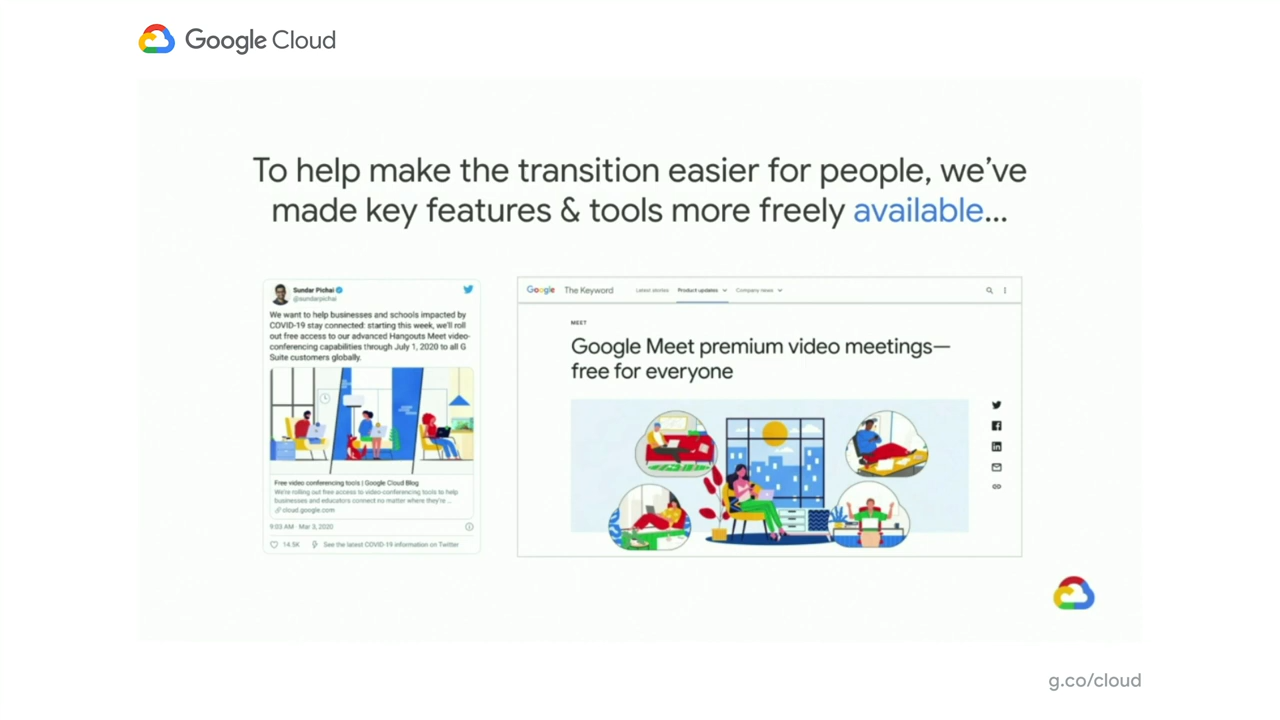 Google Cloud
To help make the transition easier for people, we've
made key features & tools more freely available...
Sundar Pichai
@sundarpichai
We want to help businesses and schools impacted by
COVID-19 stay connected: starting this week, we'll roll
out free access to our advanced Hangouts Meet video-
conferencing capabilities through July 1, 2020 to all G
Suite customers globally.
Free video conferencing tools | Google Cloud Blog
We're rolling out free access to video-conferencing tools to help
businesses and educators connect no matter where they're ...
cloud.google.com
9:03 AM · Mar 3, 2020
14.5K See the latest COVID-19 information on Twitter
Google The Keyword Latest stories Product updates Company news
MEET
Google Meet premium video meetings—
free for everyone
g.co/cloud